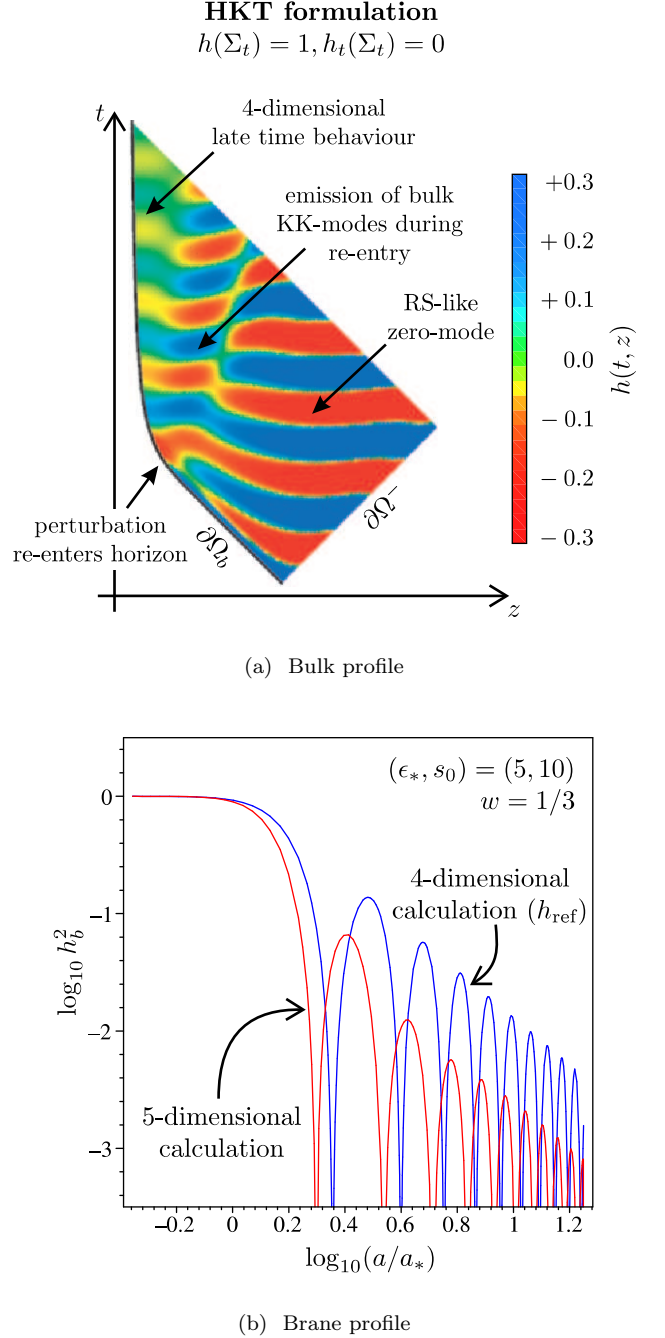 HKT formulation
h(Σ_t) = 1, h_t(Σ_t) = 0
t
4-dimensional
late time behaviour
emission of bulk
KK-modes during
re-entry
RS-like
zero-mode
perturbation
re-enters horizon
∂Ω_b
∂Ω⁻
z
+0.3
+0.2
+0.1
0.0
−0.1
−0.2
−0.3
h(t, z)
(a) Bulk profile
(ϵ_*, s_0) = (5, 10)
w = 1/3
4-dimensional
calculation (h_ref)
5-dimensional
calculation
log_10 h_b^2
0
−1
−2
−3
−0.2 0 0.2 0.4 0.6 0.8 1 1.2
log_10(a/a_*)
(b) Brane profile